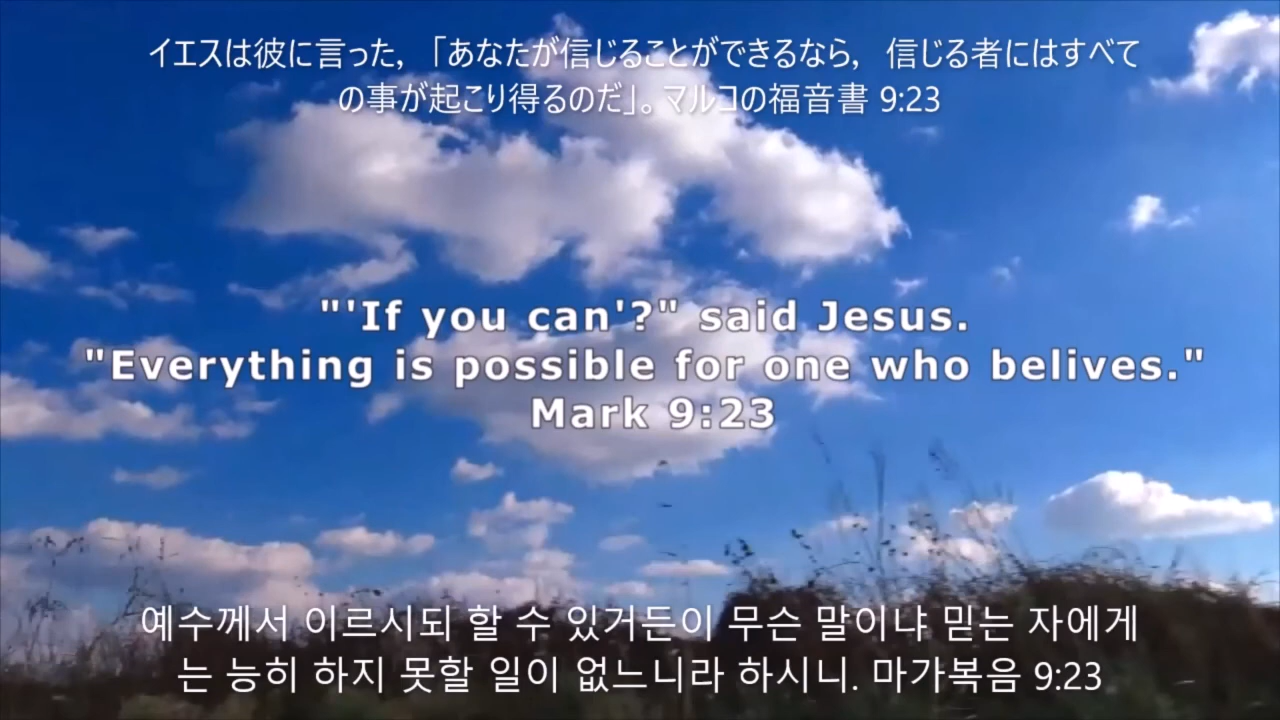 イエスは彼に言った，「あなたが信じることができるなら， 信じる者にはすべて
の事が起こり得るのだ」。マルコの福音書 9:23
"'If you can'?" said Jesus.
"Everything is possible for one who belives."
Mark 9:23
예수께서 이르시되 할 수 있거든이 무슨 말이냐 믿는 자에게
는 능히 하지 못할 일이 없느니라 하시니. 마가복음 9:23